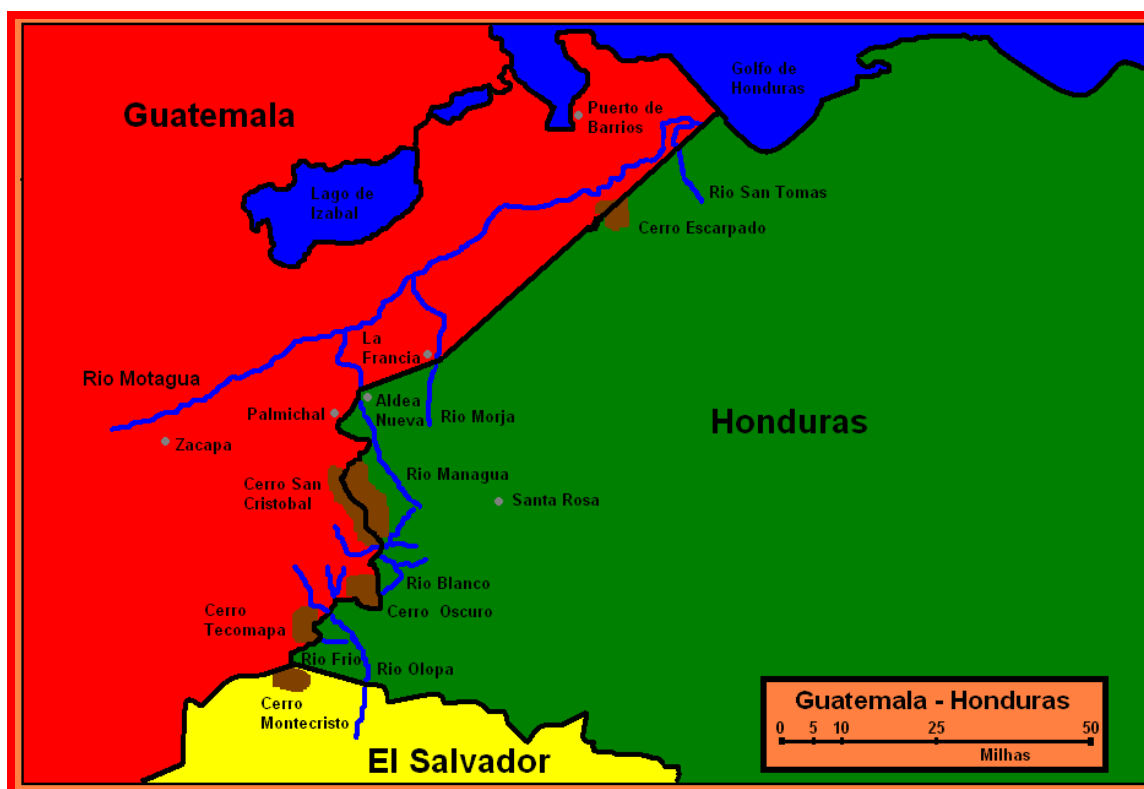 Golfo de
Honduras
Guatemala
Puerto de
Barrios
Lago de
Izabal
Rio San Tomas
Cerro Escarpado
La
Francia
Rio Motagua
Aldea
Nueva
Palmichal
Rio Morja
Honduras
Zacapa
Rio Managua
Cerro San
Cristobal
Santa Rosa
Rio Blanco
Cerro
Tecomapa
Cerro Oscuro
Rio Frio
Rio Olopa
Cerro
Montecristo
El Salvador
Guatemala - Honduras
0 5 10 25 50
Milhas